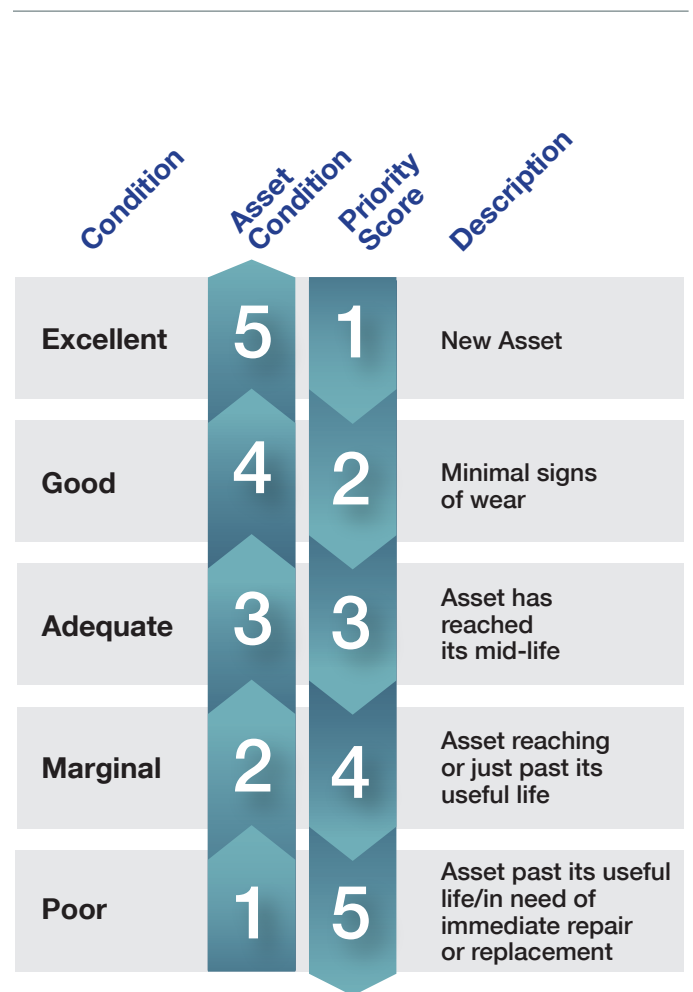 Condition
Asset
Condition
Priority
Score
Description
Excellent
5
1
New Asset
Good
4
2
Minimal signs
of wear
Adequate
3
3
Asset has
reached
its mid-life
Marginal
2
4
Asset reaching
or just past its
useful life
Poor
1
5
Asset past its useful
life/in need of
immediate repair
or replacement